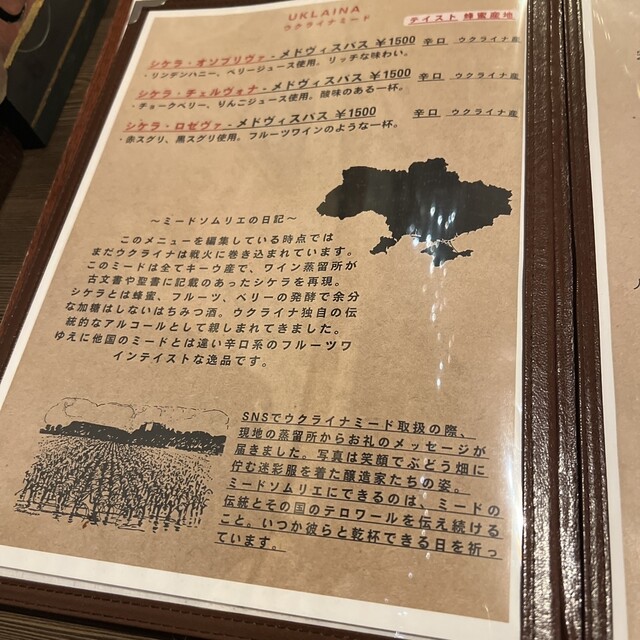 UKLAINA
ウクライナミード
テイスト 蜂蜜産地
シケラ・オソブリヴァ - メドヴィスパス ¥1500 辛口 ウクライナ産
・リンデンハニー、ベリージュース使用。リッチな味わい。
シケラ・チェルヴォナ - メドヴィスパス ¥1500 辛口 ウクライナ産
・チョークベリー、りんごジュース使用。酸味のある一杯。
シケラ・ロゼヴァ - メドヴィスパス ¥1500 辛口 ウクライナ産
・赤スグリ、黒スグリ使用。フルーツワインのような一杯。
〜ミードソムリエの日記〜
このメニューを編集している時点では
まだウクライナは戦火に巻き込まれています。
このミードは全てキーウ産で、ワイン蒸留所が
古文書や聖書に記載のあったシケラを再現。
シケラとは蜂蜜、フルーツ、ベリーの発酵で余分
な加糖はしないはちみつ酒。ウクライナ独自の伝
統的なアルコールとして親しまれてきました。
ゆえに他国のミードとは違い辛口系のフルーツワ
インテイストな逸品です。
SNSでウクライナミード取扱の際、
現地の蒸留所からお礼のメッセージが
届きました。写真は笑顔でぶどう畑に
佇む迷彩服を着た醸造家たちの姿。
ミードソムリエにできるのは、ミードの
伝統とその国のテロワールを伝え続ける
こと。いつか彼らと乾杯できる日を祈っ
ています。